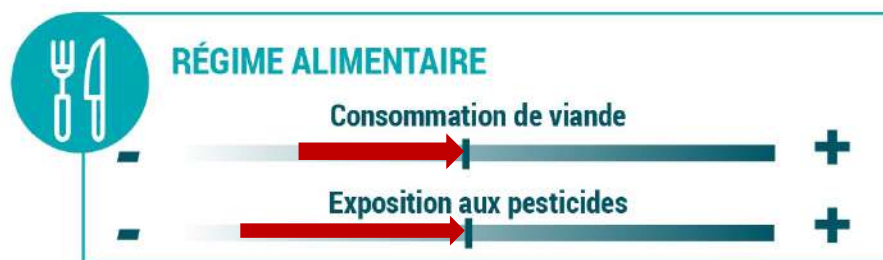 RÉGIME ALIMENTAIRE
Consommation de viande
- +
Exposition aux pesticides
- +